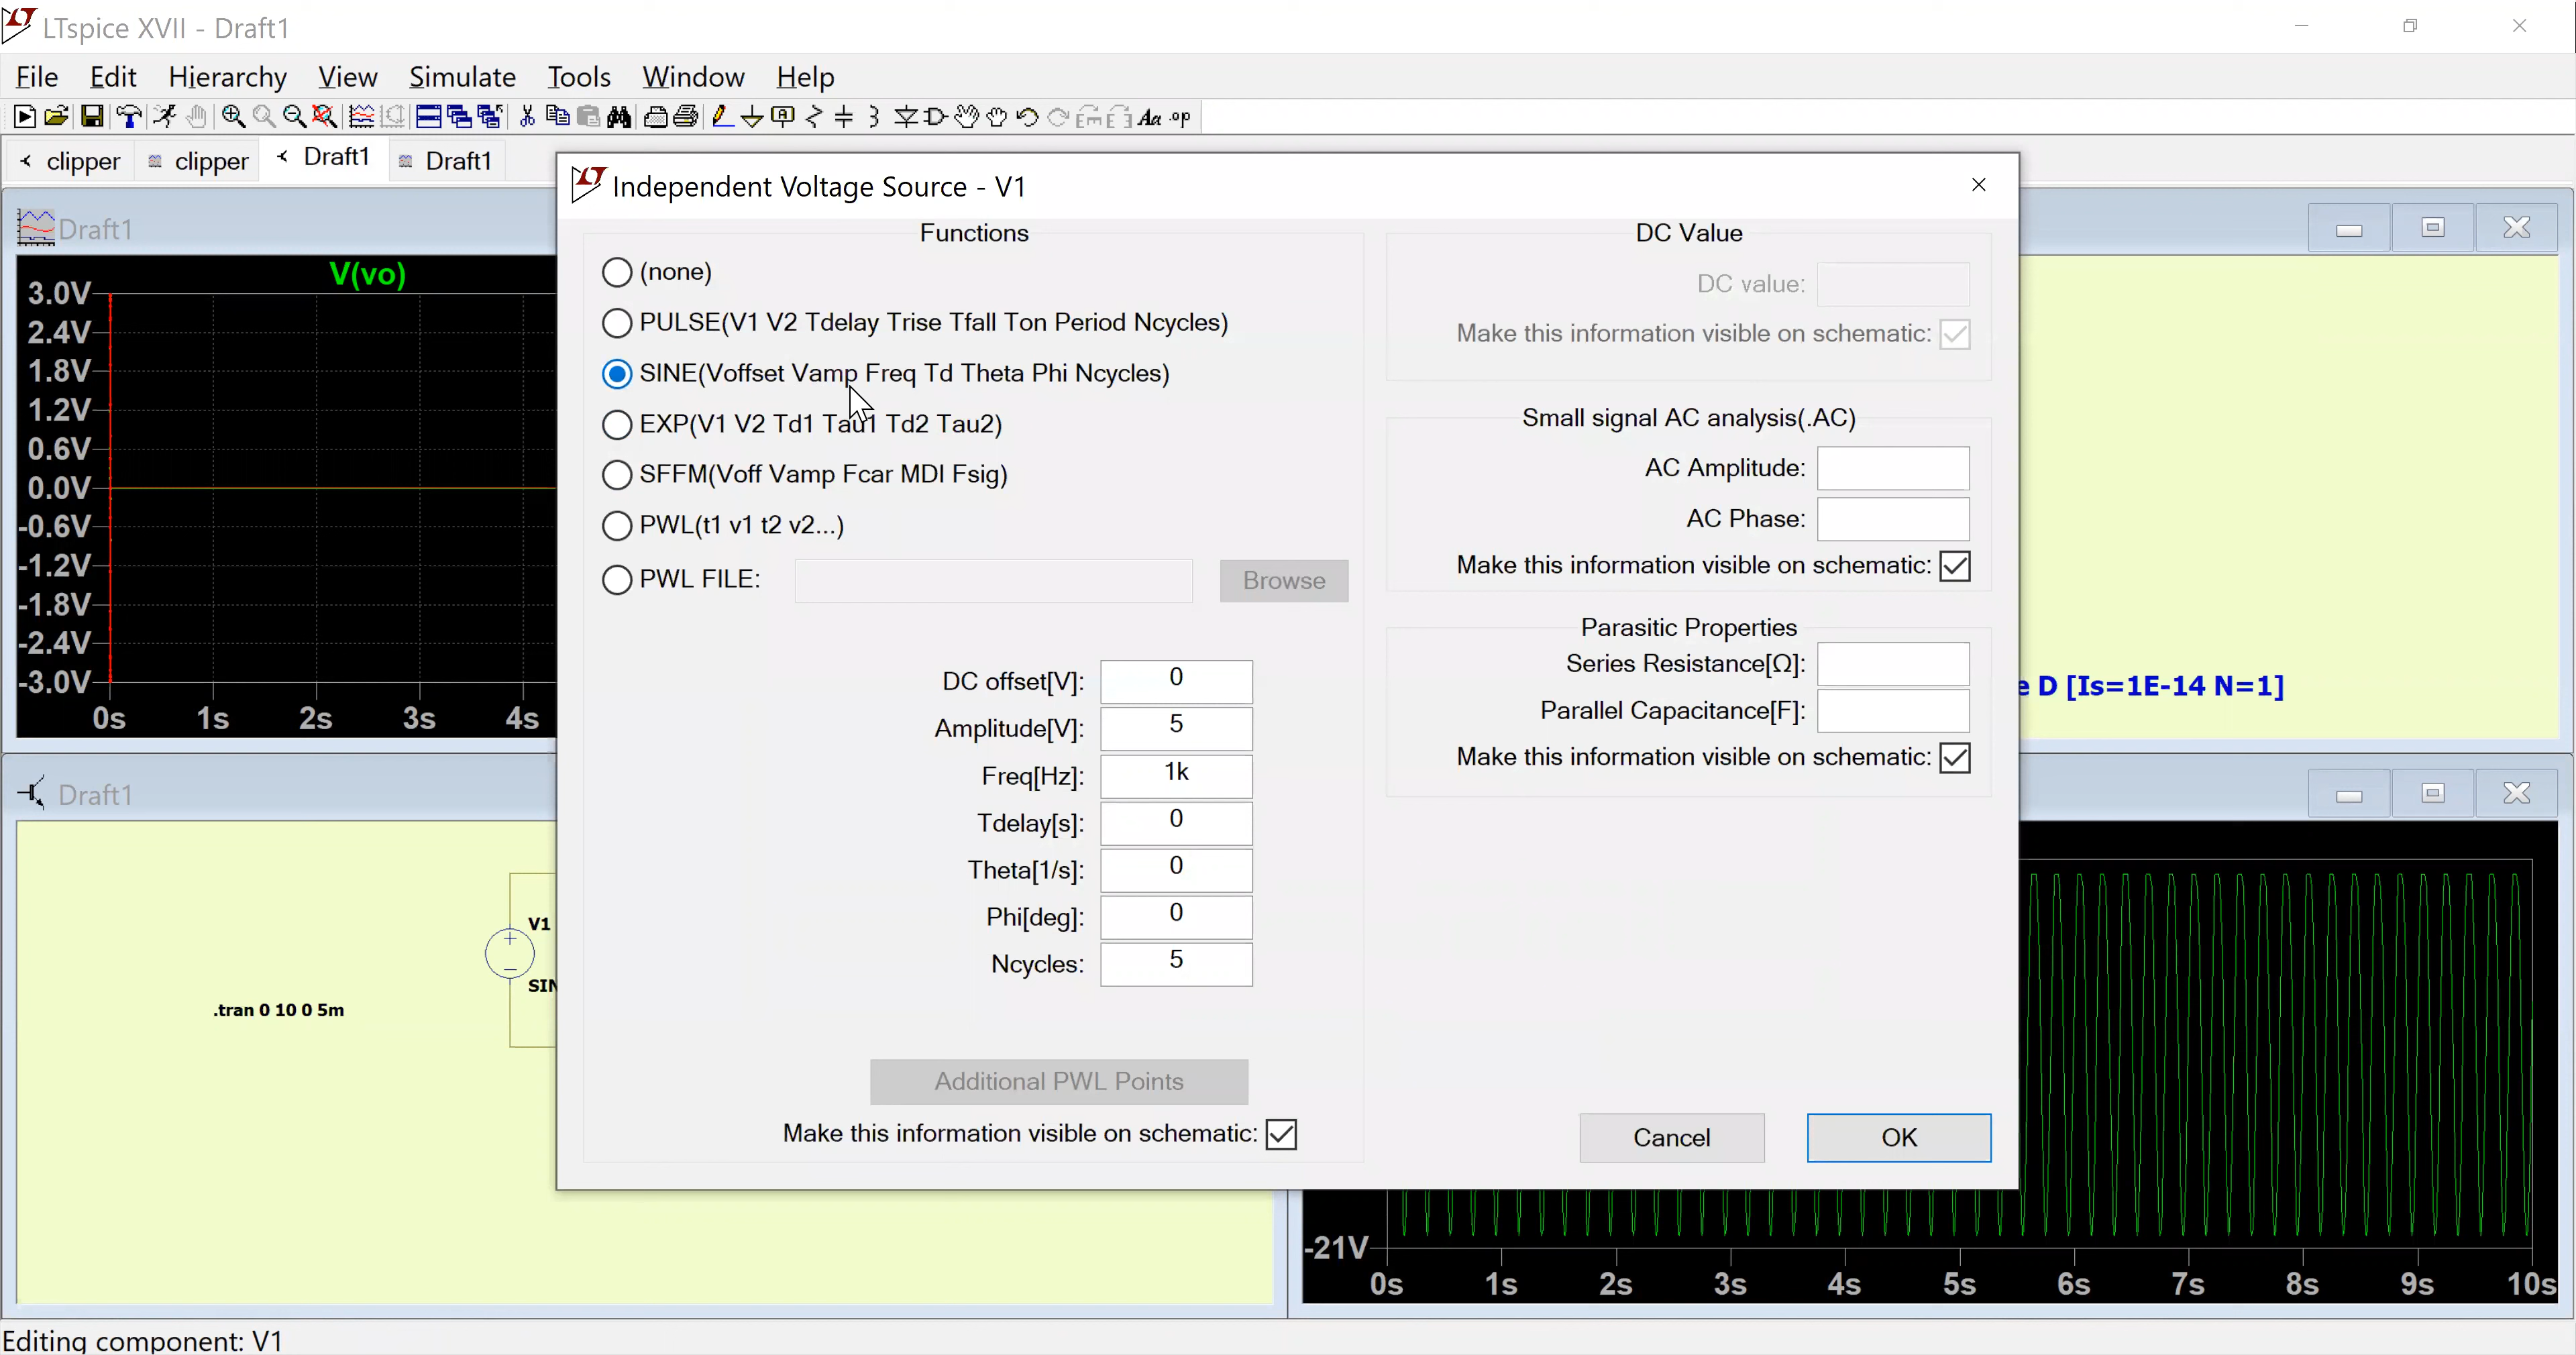 LTspice XVII - Draft1
File Edit Hierarchy View Simulate Tools Window Help
A Aa .op
clipper clipper Draft1 Draft1
Draft1
V(vo)
3.0V
2.4V
1.8V
1.2V
0.6V
0.0V
-0.6V
-1.2V
-1.8V
-2.4V
-3.0V
0s 1s 2s 3s 4s
Independent Voltage Source - V1
Functions
(none)
PULSE(V1 V2 Tdelay Trise Tfall Ton Period Ncycles)
SINE(Voffset Vamp Freq Td Theta Phi Ncycles)
EXP(V1 V2 Td1 Tau1 Td2 Tau2)
SFFM(Voff Vamp Fcar MDI Fsig)
PWL(t1 v1 t2 v2...)
PWL FILE: Browse
DC offset[V]: 0
Amplitude[V]: 5
Freq[Hz]: 1k
Tdelay[s]: 0
Theta[1/s]: 0
Phi[deg]: 0
Ncycles: 5
Additional PWL Points
Make this information visible on schematic:
DC Value
DC value:
Make this information visible on schematic:
Small signal AC analysis(.AC)
AC Amplitude:
AC Phase:
Make this information visible on schematic:
Parasitic Properties
Series Resistance[Ω]:
Parallel Capacitance[F]:
Make this information visible on schematic:
Cancel OK
e D [Is=1E-14 N=1]
Draft1
V1
SIN
.tran 0 10 0 5m
-21V
0s 1s 2s 3s 4s 5s 6s 7s 8s 9s 10s
Editing component: V1